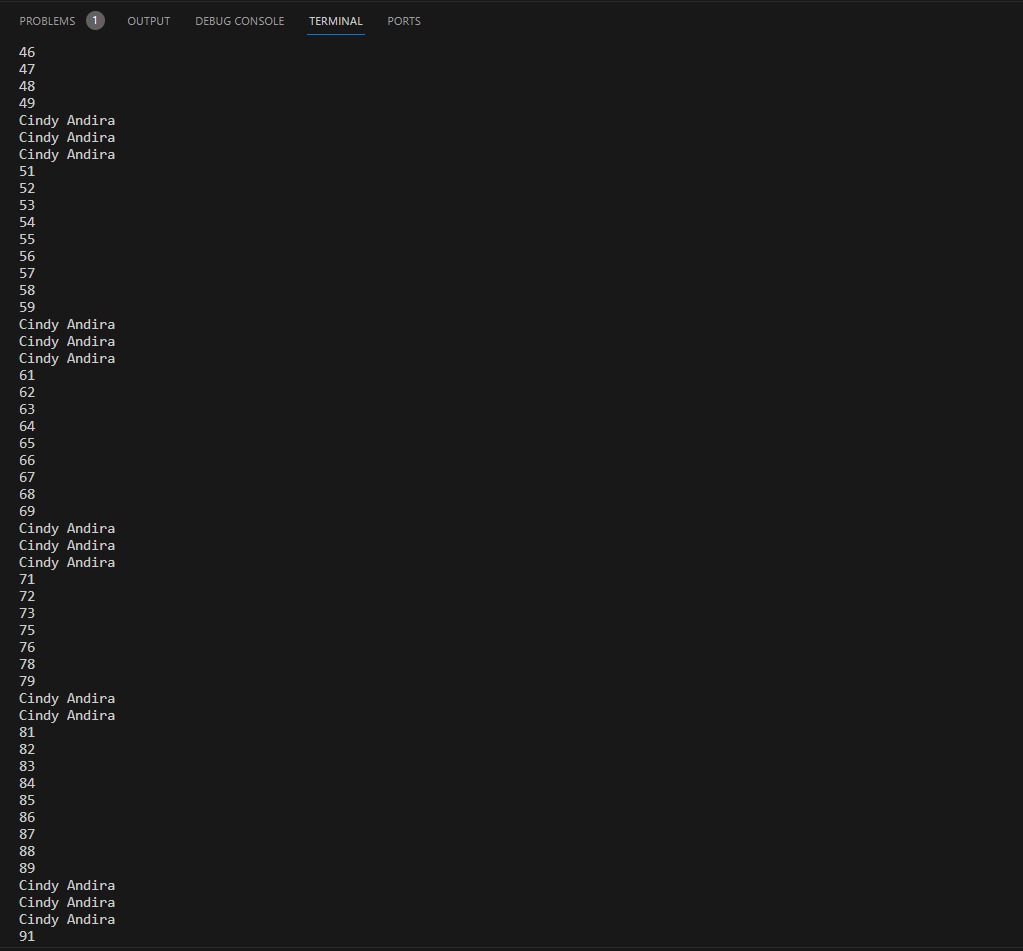 PROBLEMS 1 OUTPUT DEBUG CONSOLE TERMINAL PORTS
46
47
48
49
Cindy Andira
Cindy Andira
Cindy Andira
51
52
53
54
55
56
57
58
59
Cindy Andira
Cindy Andira
Cindy Andira
61
62
63
64
65
66
67
68
69
Cindy Andira
Cindy Andira
Cindy Andira
71
72
73
75
76
78
79
Cindy Andira
Cindy Andira
81
82
83
84
85
86
87
88
89
Cindy Andira
Cindy Andira
Cindy Andira
91